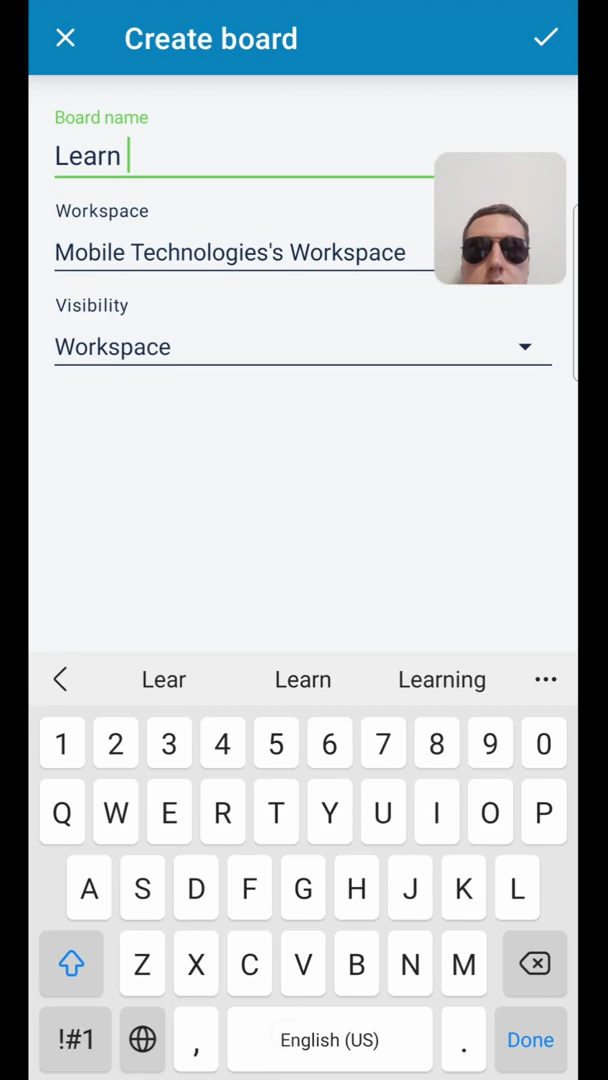 Create board
Board name
Learn
Workspace
Mobile Technologies's Workspace
Visibility
Workspace
Lear Learn Learning ...
1 2 3 4 5 6 7 8 9 0
Q W E R T Y U I O P
A S D F G H J K L
Z X C V B N M
!#1 , English (US) . Done